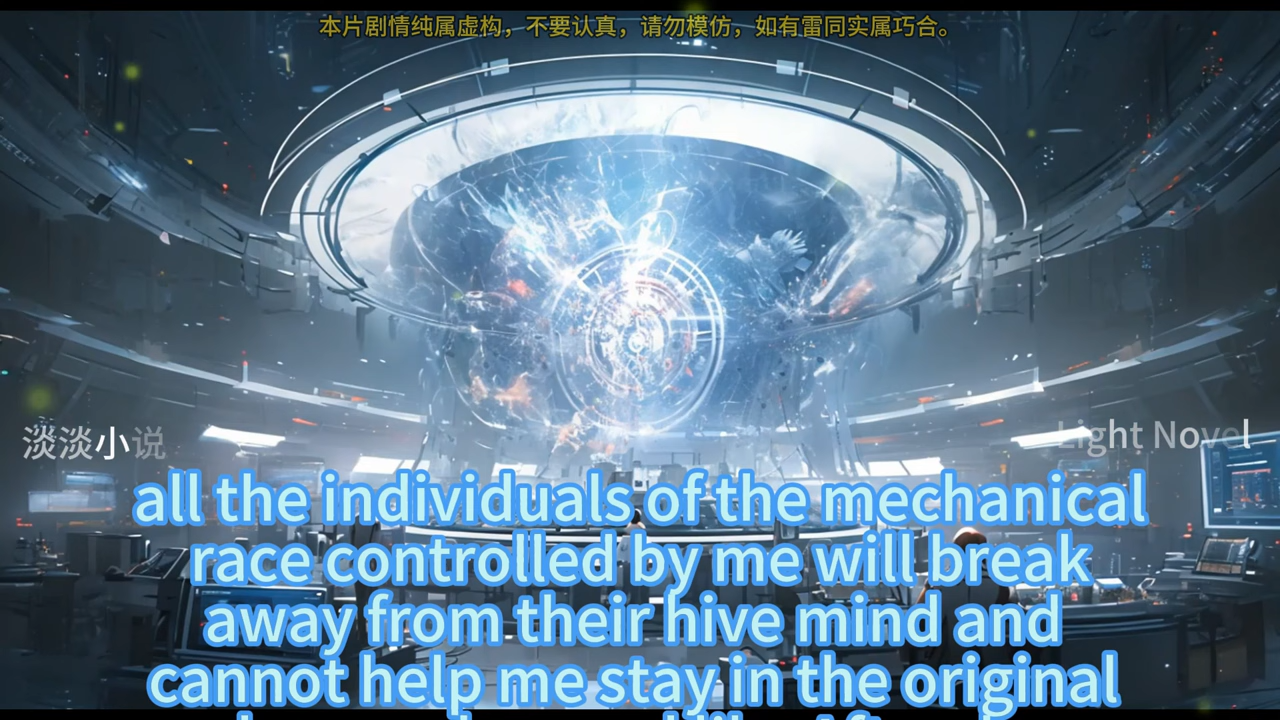 本片剧情纯属虚构，不要认真，请勿模仿，如有雷同实属巧合。
淡淡小说
Light Novel
all the individuals of the mechanical
race controlled by me will break
away from their hive mind and
cannot help me stay in the original